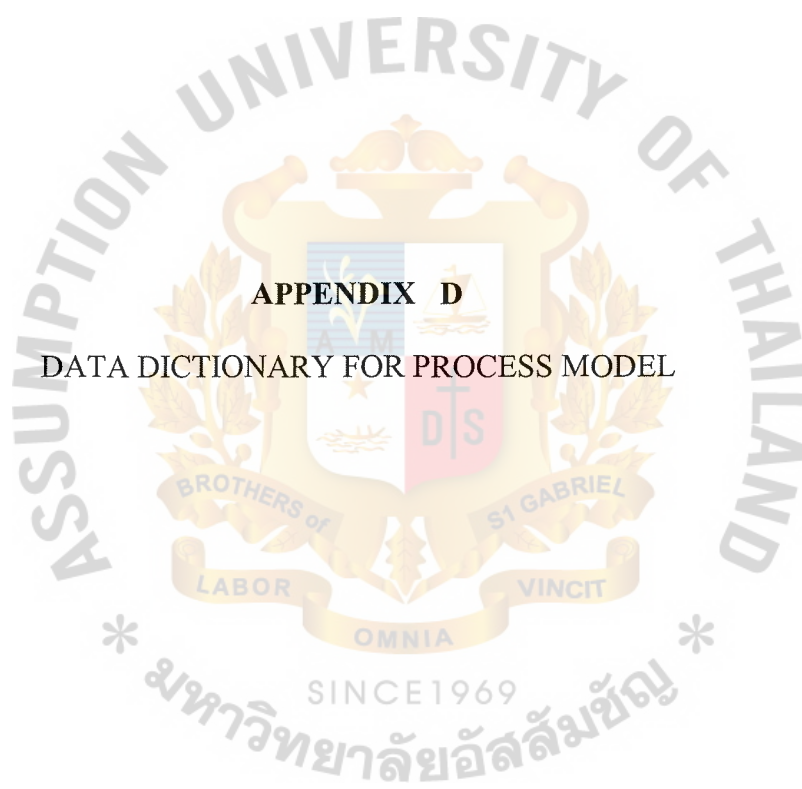 ASSUMPTION UNIVERSITY OF THAILAND
APPENDIX D
DATA DICTIONARY FOR PROCESS MODEL
A M
D S
BROTHERS of
S1 GABRIEL
LABOR
VINCIT
OMNIA
* *
SINCE1969
มหาวิทยาลัยอัสสัมชัญ